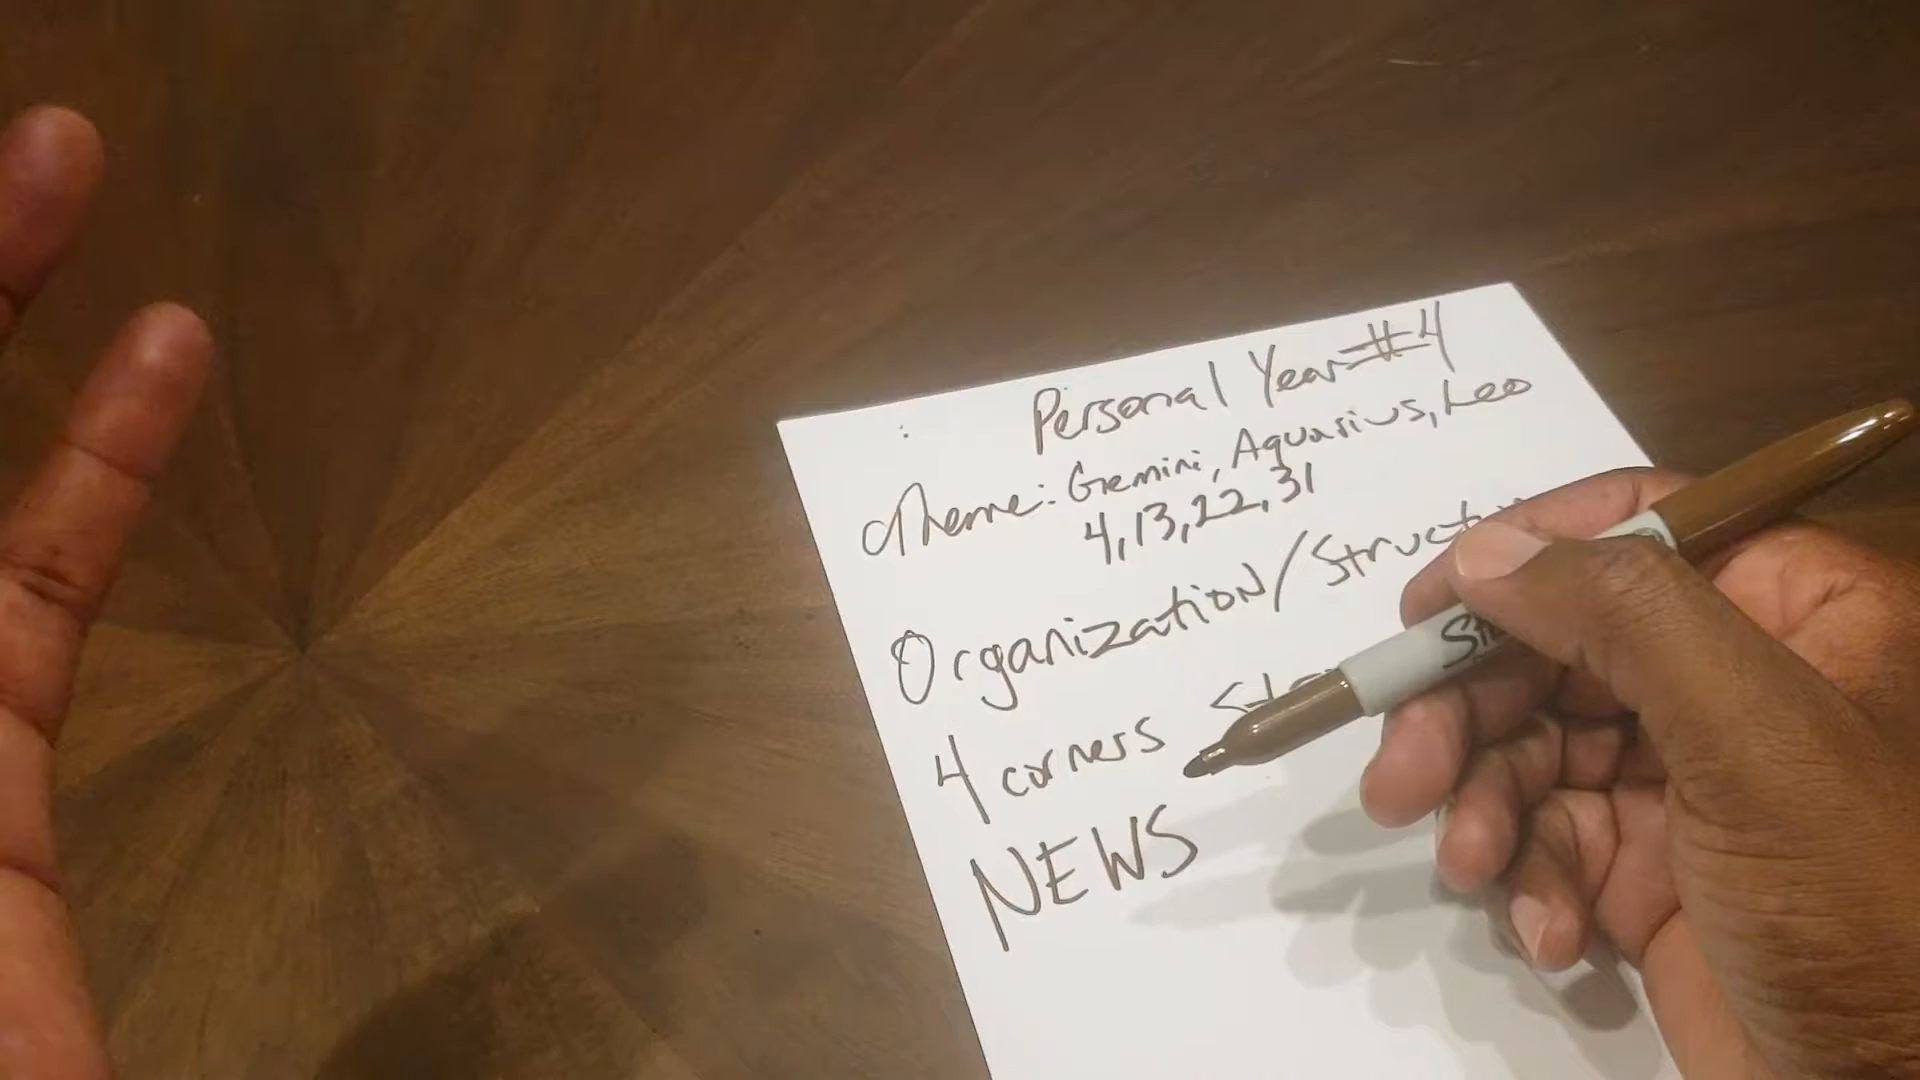 Personal Year #4
Theme: Gemini, Aquarius, Leo
4, 13, 22, 31
Organization/
4 corners
NEWS